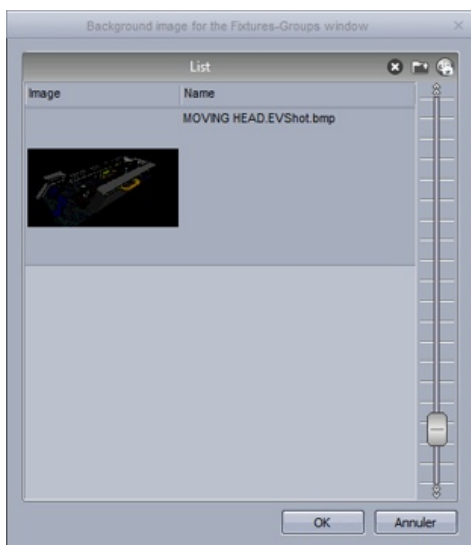 Background image for the Fixtures-Groups window
List
Image Name
MOVING HEAD.EVShot.bmp
OK Annuler